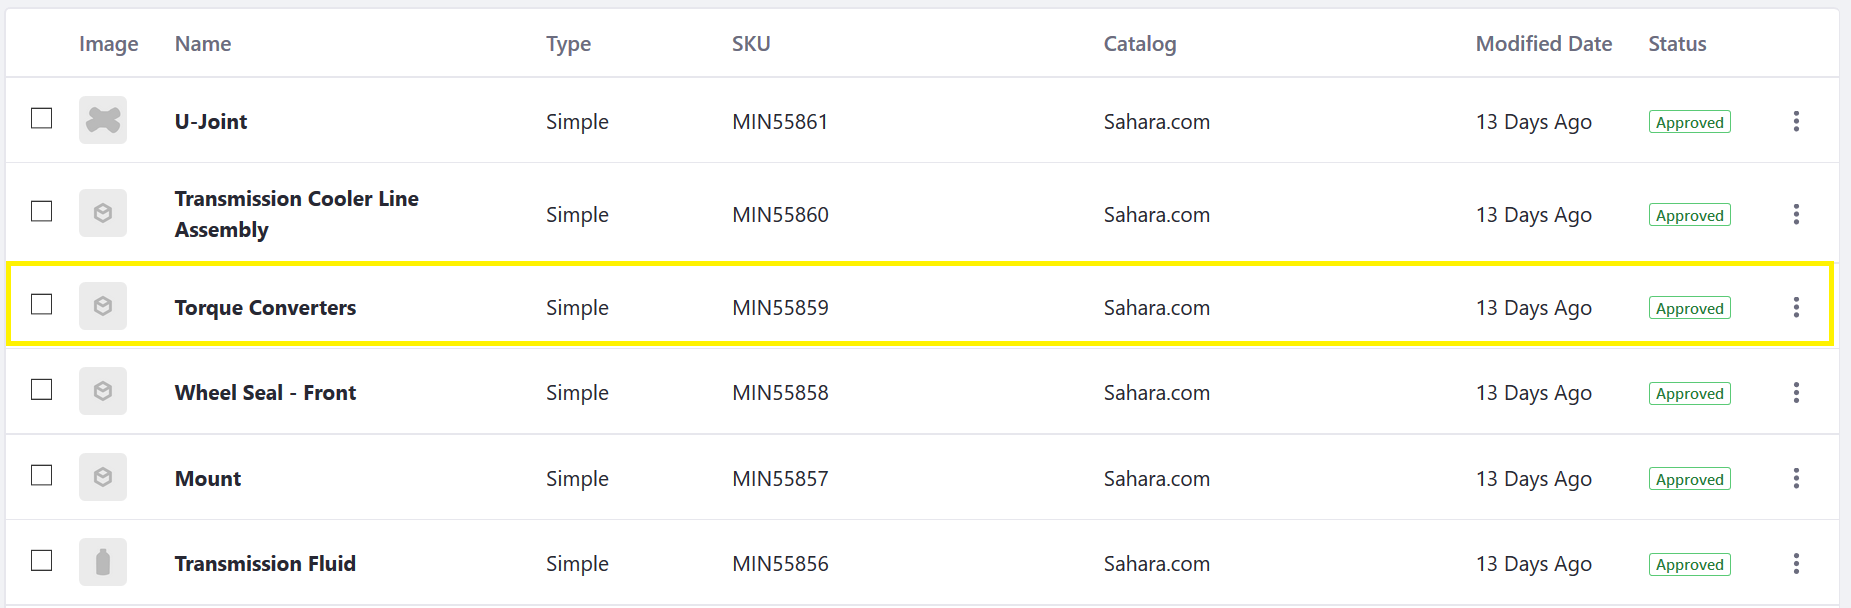 Image Name Type SKU Catalog Modified Date Status
U-Joint Simple MIN55861 Sahara.com 13 Days Ago Approved
Transmission Cooler Line
Assembly Simple MIN55860 Sahara.com 13 Days Ago Approved
Torque Converters Simple MIN55859 Sahara.com 13 Days Ago Approved
Wheel Seal - Front Simple MIN55858 Sahara.com 13 Days Ago Approved
Mount Simple MIN55857 Sahara.com 13 Days Ago Approved
Transmission Fluid Simple MIN55856 Sahara.com 13 Days Ago Approved